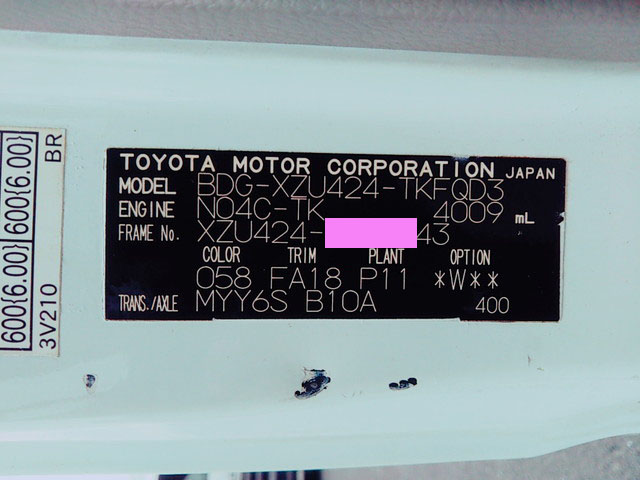 TOYOTA MOTOR CORPORATION JAPAN
MODEL BDG-XZU424-TKFQD3
ENGINE N04C-TK 4009 mL
FRAME No. XZU424- 43
COLOR TRIM PLANT OPTION
058 FA18 P11 *W**
TRANS./AXLE MYY6S B10A 400
600{6.00} 600{6.00}
3V210 BR